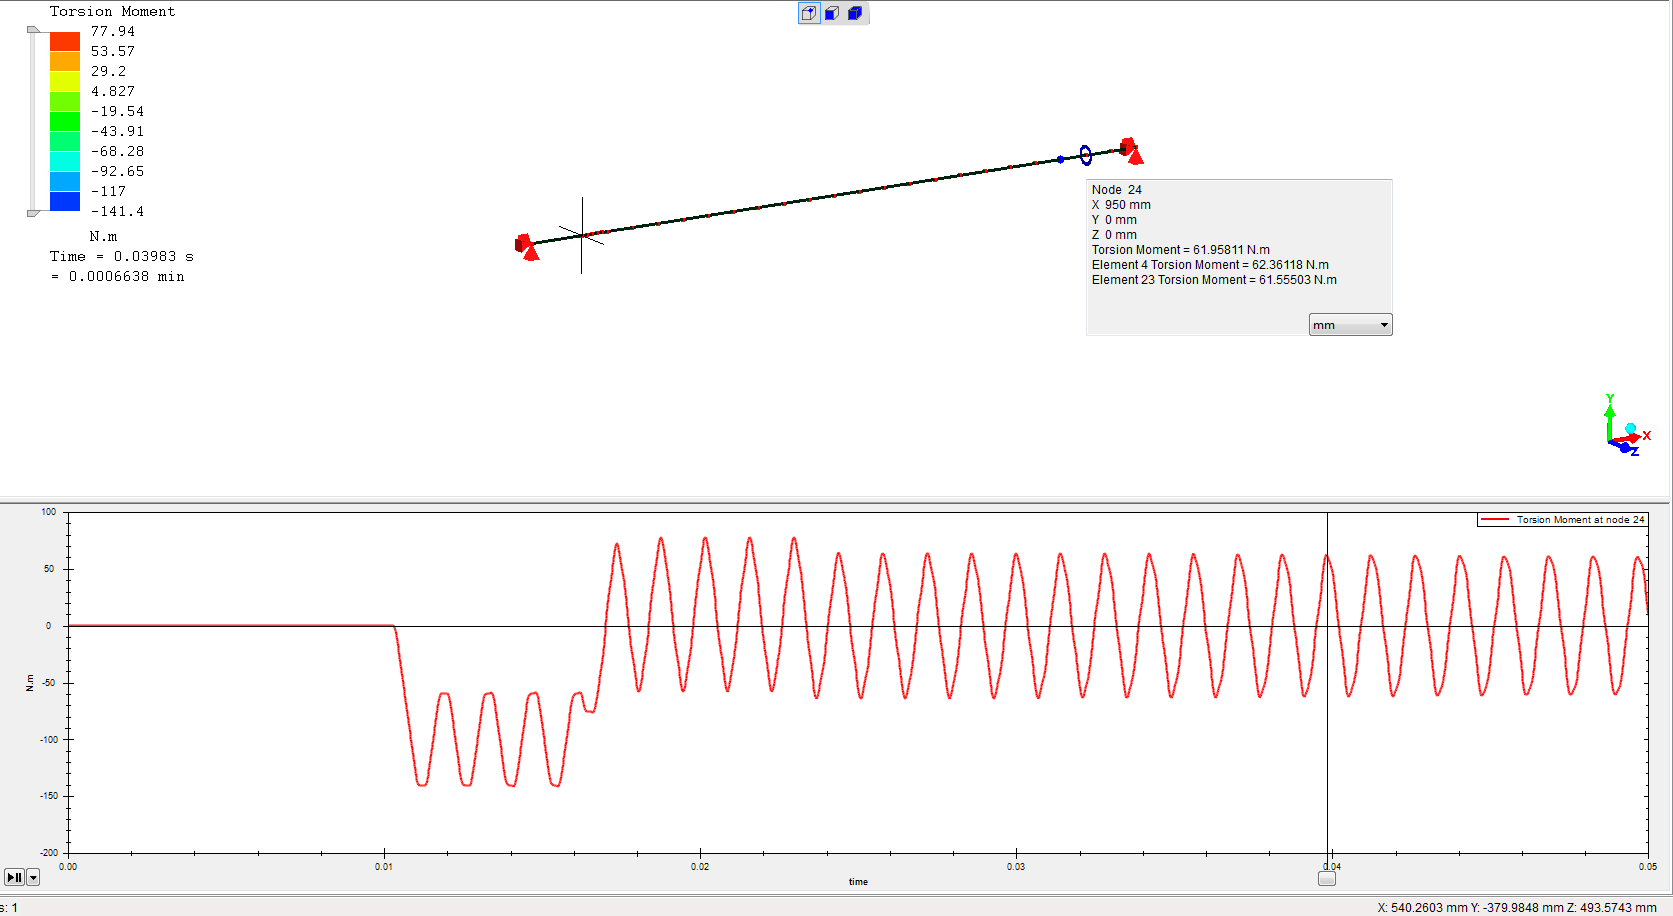 Torsion Moment
77.94
53.57
29.2
4.827
-19.54
-43.91
-68.28
-92.65
-117
-141.4
N.m
Time = 0.03983 s
= 0.0006638 min
Node 24
X 950 mm
Y 0 mm
Z 0 mm
Torsion Moment = 61.95811 N.m
Element 4 Torsion Moment = 62.36118 N.m
Element 23 Torsion Moment = 61.55503 N.m
mm
Y
X
Z
Torsion Moment at node 24
100
50
0
-50
-100
-150
-200
N.m
0.00
0.01
0.02
0.03
0.04
0.05
time
s: 1
X: 540.2603 mm Y: -379.9848 mm Z: 493.5743 mm